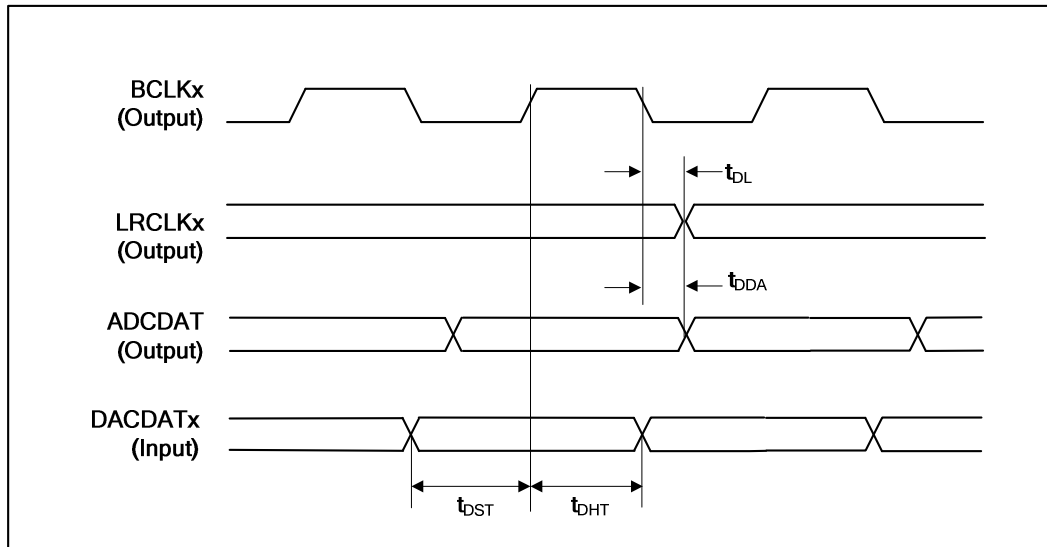 BCLKx
(Output)
tDL
LRCLKx
(Output)
tDDA
ADCDAT
(Output)
DACDATx
(Input)
tDST
tDHT